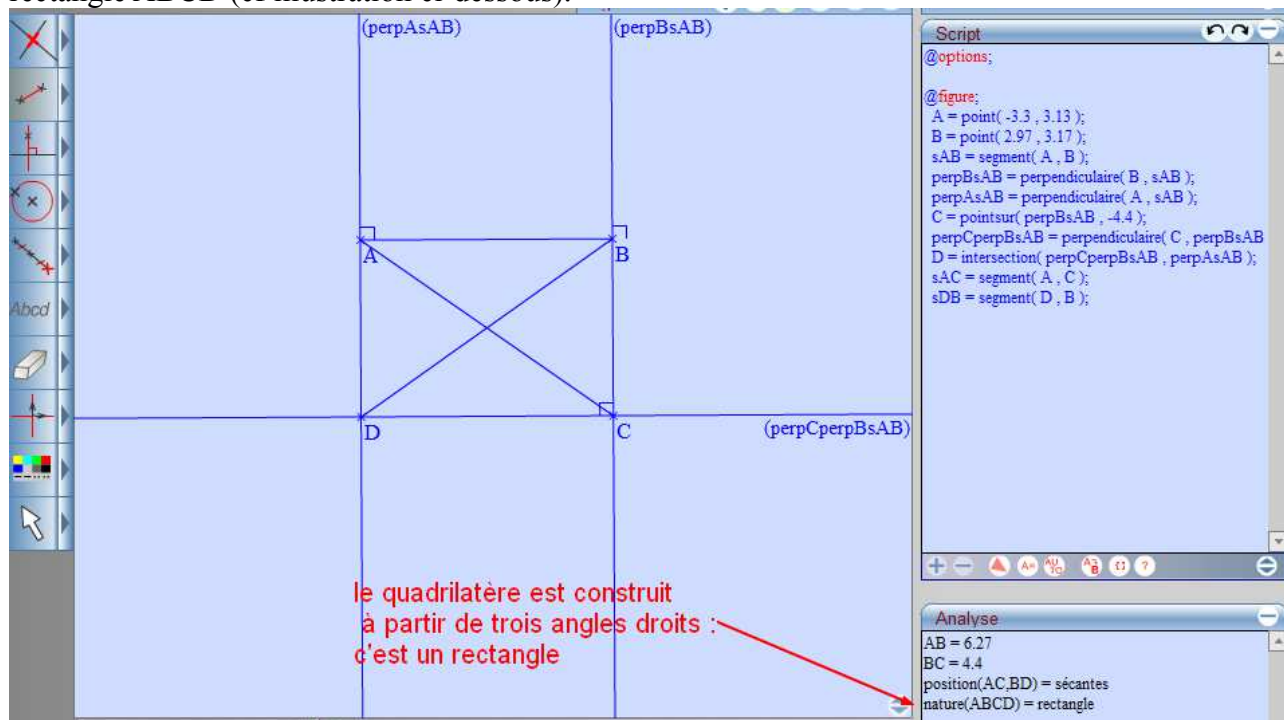 rectangle ABCD (cf illustration ci-dessous).
(perpAsAB)
(perpBsAB)
A
B
D
C
(perpCperpBsAB)
Abcd
le quadrilatère est construit
à partir de trois angles droits :
c'est un rectangle
Script
@options;
@figure;
A = point( -3.3 , 3.13 );
B = point( 2.97 , 3.17 );
sAB = segment( A , B );
perpBsAB = perpendiculaire( B , sAB );
perpAsAB = perpendiculaire( A , sAB );
C = pointsur( perpBsAB , -4.4 );
perpCperpBsAB = perpendiculaire( C , perpBsAB
D = intersection( perpCperpBsAB , perpAsAB );
sAC = segment( A , C );
sDB = segment( D , B );
Analyse
AB = 6.27
BC = 4.4
position(AC,BD) = sécantes
nature(ABCD) = rectangle